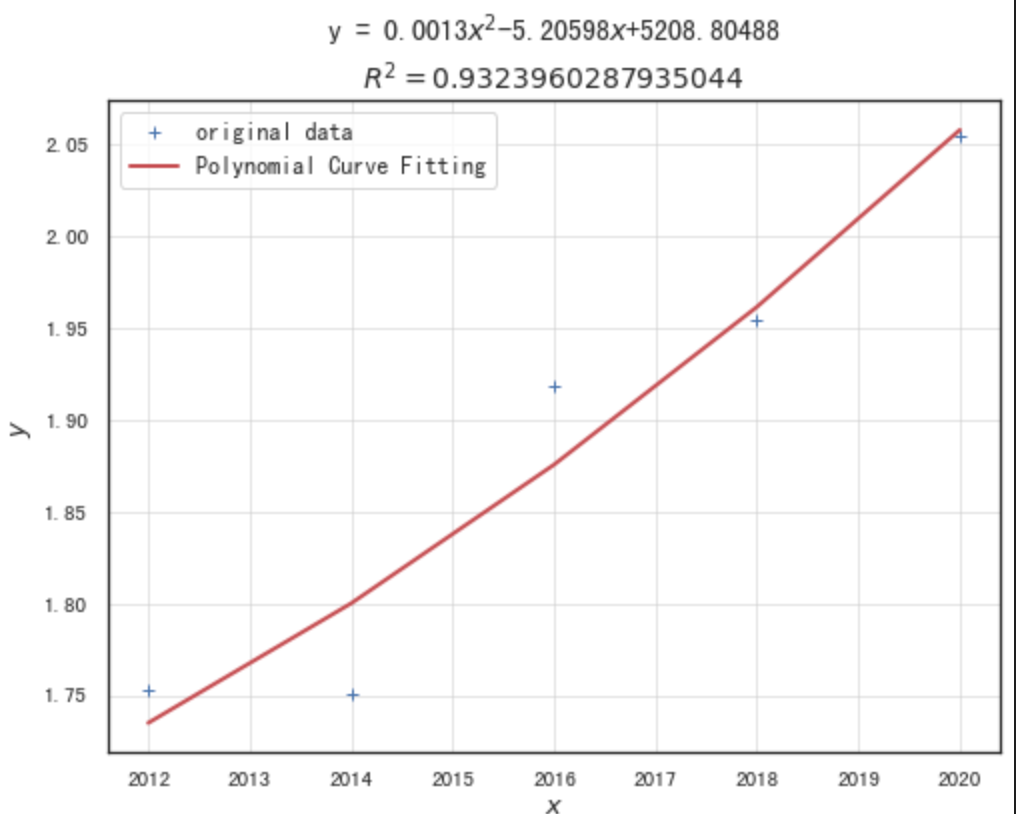 y = 0.0013x²−5.20598x+5208.80488
R² = 0.9323960287935044
original data
Polynomial Curve Fitting
2.05
2.00
1.95
1.90
1.85
1.80
1.75
y
2012 2013 2014 2015 2016 2017 2018 2019 2020
x